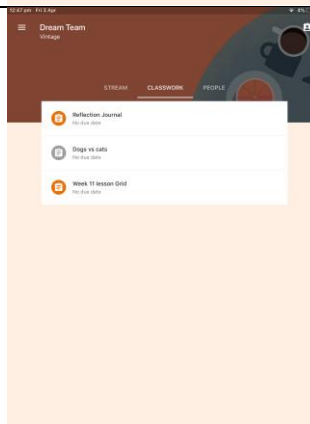 12:47 pm Fri 5 Apr
Dream Team
Vintage
STREAM CLASSWORK PEOPLE
Reflection Journal
No due date
Dogs vs cats
No due date
Week 11 lesson Grid
No due date